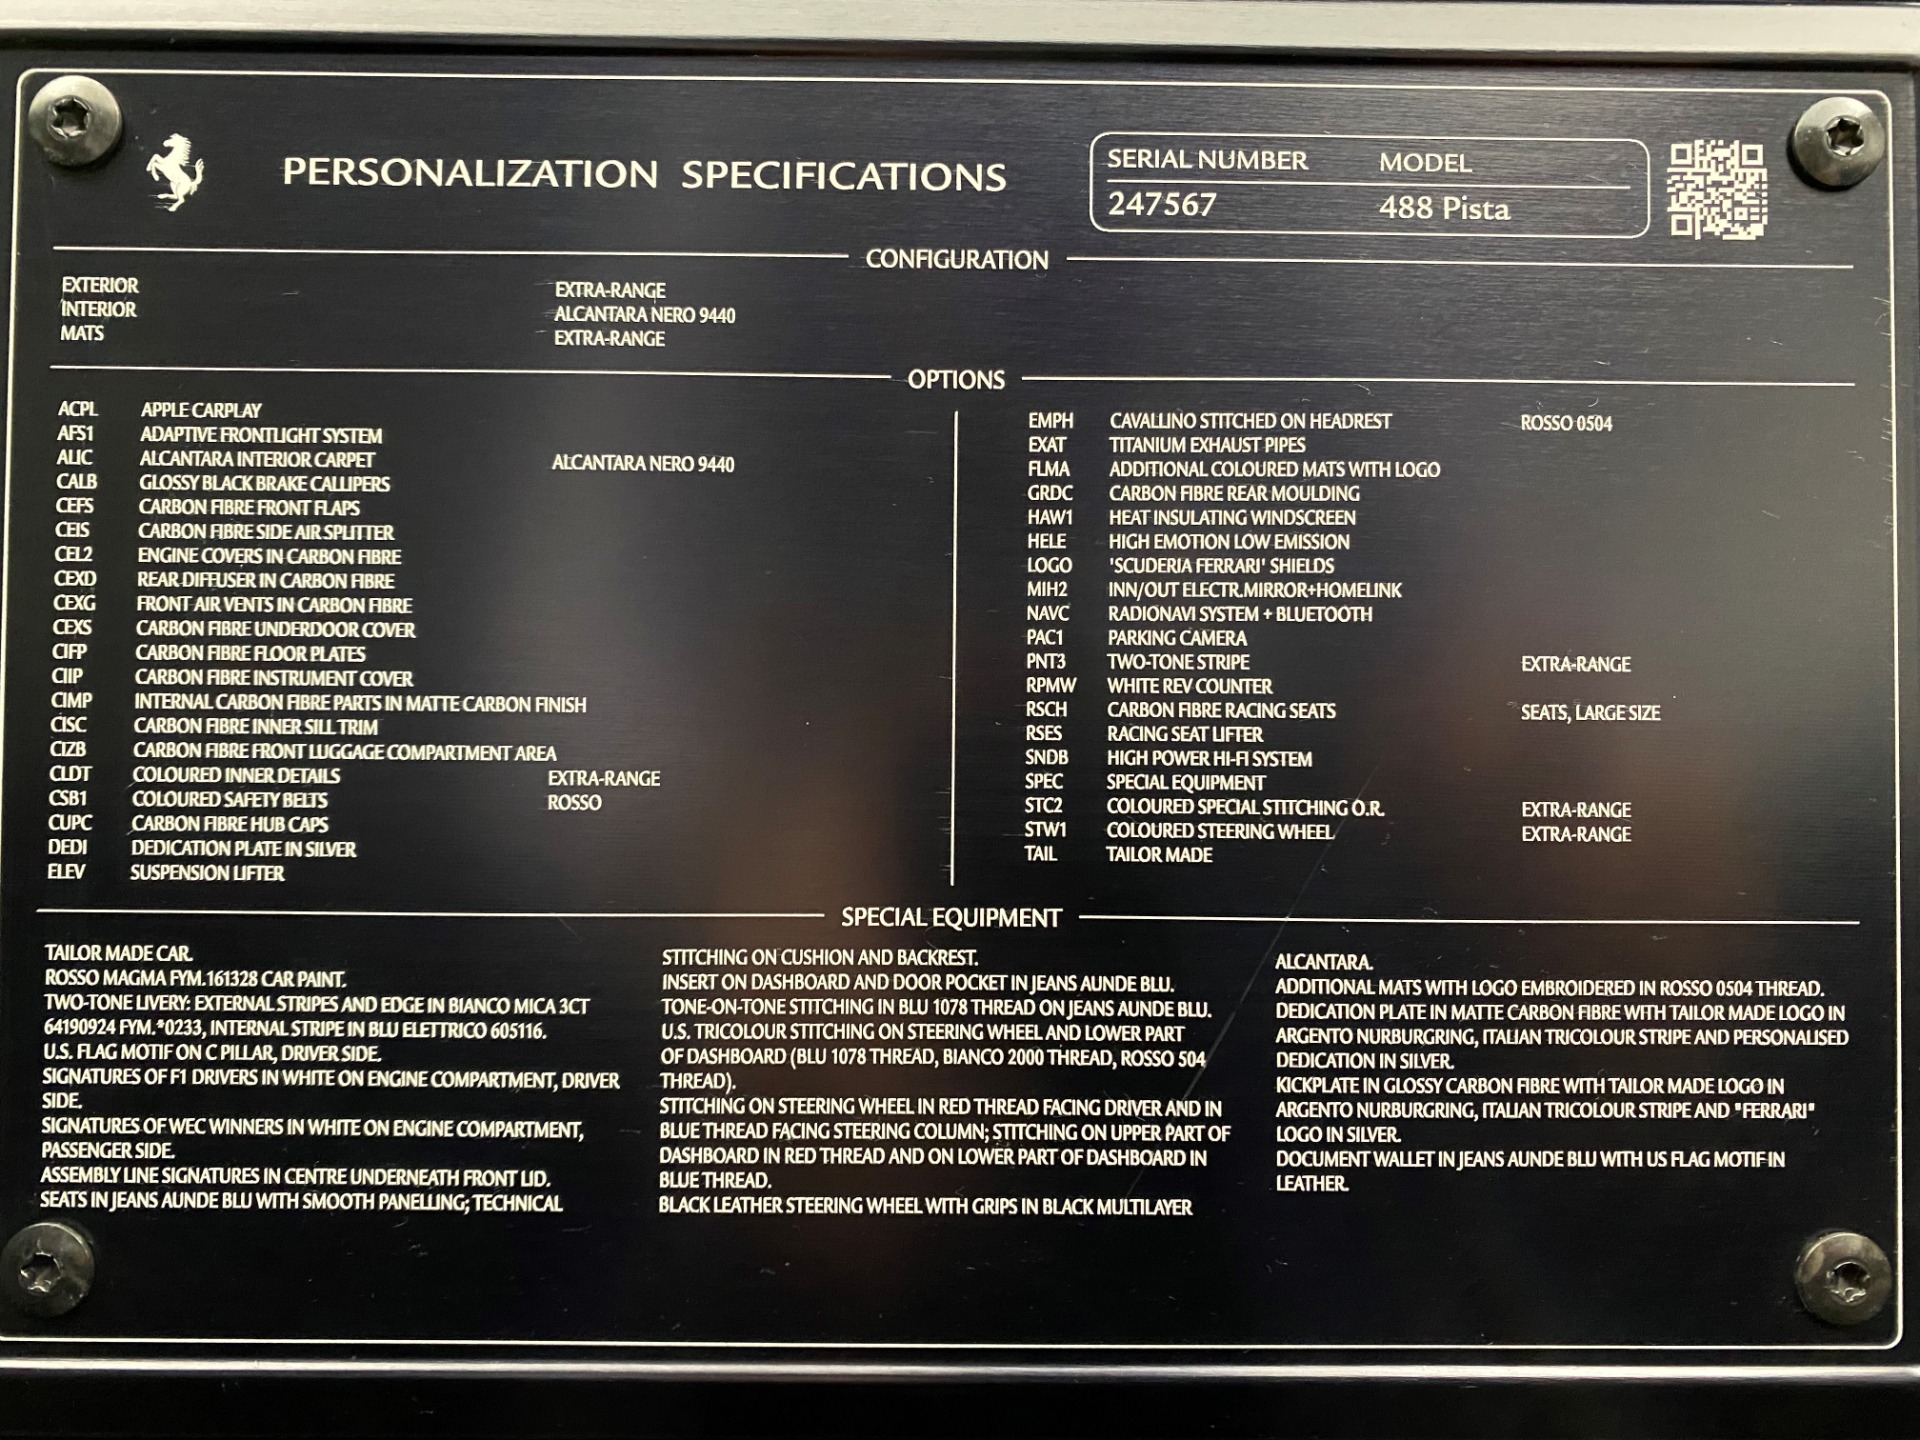 PERSONALIZATION SPECIFICATIONS
SERIAL NUMBER MODEL
247567 488 Pista
CONFIGURATION
EXTERIOR EXTRA-RANGE
INTERIOR ALCANTARA NERO 9440
MATS EXTRA-RANGE
OPTIONS
ACPL APPLE CARPLAY
AFS1 ADAPTIVE FRONTLIGHT SYSTEM
ALIC ALCANTARA INTERIOR CARPET ALCANTARA NERO 9440
CALB GLOSSY BLACK BRAKE CALLIPERS
CEFS CARBON FIBRE FRONT FLAPS
CEIS CARBON FIBRE SIDE AIR SPLITTER
CEL2 ENGINE COVERS IN CARBON FIBRE
CEXD REAR DIFFUSER IN CARBON FIBRE
CEXG FRONT AIR VENTS IN CARBON FIBRE
CEXS CARBON FIBRE UNDERDOOR COVER
CIFP CARBON FIBRE FLOOR PLATES
CIIP CARBON FIBRE INSTRUMENT COVER
CIMP INTERNAL CARBON FIBRE PARTS IN MATTE CARBON FINISH
CISC CARBON FIBRE INNER SILL TRIM
CIZB CARBON FIBRE FRONT LUGGAGE COMPARTMENT AREA
CLDT COLOURED INNER DETAILS EXTRA-RANGE
CSB1 COLOURED SAFETY BELTS ROSSO
CUPC CARBON FIBRE HUB CAPS
DEDI DEDICATION PLATE IN SILVER
ELEV SUSPENSION LIFTER
EMPH CAVALLINO STITCHED ON HEADREST ROSSO 0504
EXAT TITANIUM EXHAUST PIPES
FLMA ADDITIONAL COLOURED MATS WITH LOGO
GRDC CARBON FIBRE REAR MOULDING
HAW1 HEAT INSULATING WINDSCREEN
HELE HIGH EMOTION LOW EMISSION
LOGO 'SCUDERIA FERRARI' SHIELDS
MIH2 INN/OUT ELECTR.MIRROR+HOMELINK
NAVC RADIONAVI SYSTEM + BLUETOOTH
PAC1 PARKING CAMERA
PNT3 TWO-TONE STRIPE EXTRA-RANGE
RPMW WHITE REV COUNTER
RSCH CARBON FIBRE RACING SEATS SEATS, LARGE SIZE
RSES RACING SEAT LIFTER
SNDB HIGH POWER HI-FI SYSTEM
SPEC SPECIAL EQUIPMENT
STC2 COLOURED SPECIAL STITCHING O.R. EXTRA-RANGE
STW1 COLOURED STEERING WHEEL EXTRA-RANGE
TAIL TAILOR MADE
SPECIAL EQUIPMENT
TAILOR MADE CAR.
ROSSO MAGMA FYM.161328 CAR PAINT.
TWO-TONE LIVERY: EXTERNAL STRIPES AND EDGE IN BIANCO MICA 3CT
64190924 FYM.*0233, INTERNAL STRIPE IN BLU ELETTRICO 605116.
U.S. FLAG MOTIF ON C PILLAR, DRIVER SIDE.
SIGNATURES OF F1 DRIVERS IN WHITE ON ENGINE COMPARTMENT, DRIVER
SIDE.
SIGNATURES OF WEC WINNERS IN WHITE ON ENGINE COMPARTMENT,
PASSENGER SIDE.
ASSEMBLY LINE SIGNATURES IN CENTRE UNDERNEATH FRONT LID.
SEATS IN JEANS AUNDE BLU WITH SMOOTH PANELLING; TECHNICAL
STITCHING ON CUSHION AND BACKREST.
INSERT ON DASHBOARD AND DOOR POCKET IN JEANS AUNDE BLU.
TONE-ON-TONE STITCHING IN BLU 1078 THREAD ON JEANS AUNDE BLU.
U.S. TRICOLOUR STITCHING ON STEERING WHEEL AND LOWER PART
OF DASHBOARD (BLU 1078 THREAD, BIANCO 2000 THREAD, ROSSO 504
THREAD).
STITCHING ON STEERING WHEEL IN RED THREAD FACING DRIVER AND IN
BLUE THREAD FACING STEERING COLUMN; STITCHING ON UPPER PART OF
DASHBOARD IN RED THREAD AND ON LOWER PART OF DASHBOARD IN
BLUE THREAD.
BLACK LEATHER STEERING WHEEL WITH GRIPS IN BLACK MULTILAYER
ALCANTARA.
ADDITIONAL MATS WITH LOGO EMBROIDERED IN ROSSO 0504 THREAD.
DEDICATION PLATE IN MATTE CARBON FIBRE WITH TAILOR MADE LOGO IN
ARGENTO NURBURGRING, ITALIAN TRICOLOUR STRIPE AND PERSONALISED
DEDICATION IN SILVER.
KICKPLATE IN GLOSSY CARBON FIBRE WITH TAILOR MADE LOGO IN
ARGENTO NURBURGRING, ITALIAN TRICOLOUR STRIPE AND "FERRARI"
LOGO IN SILVER.
DOCUMENT WALLET IN JEANS AUNDE BLU WITH US FLAG MOTIF IN
LEATHER.